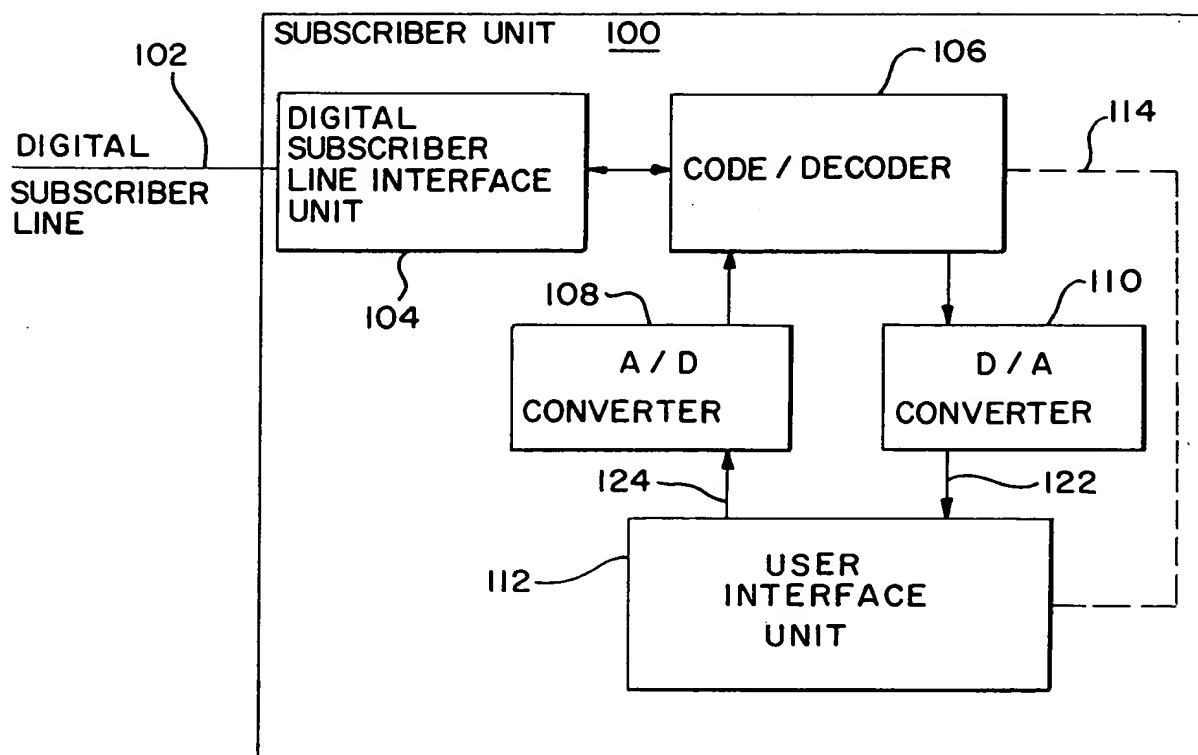 SUBSCRIBER UNIT 100
102
106
114
DIGITAL
SUBSCRIBER
LINE
DIGITAL
SUBSCRIBER
LINE INTERFACE
UNIT
CODE / DECODER
104
108
110
A / D
CONVERTER
D / A
CONVERTER
124
122
112
USER
INTERFACE
UNIT